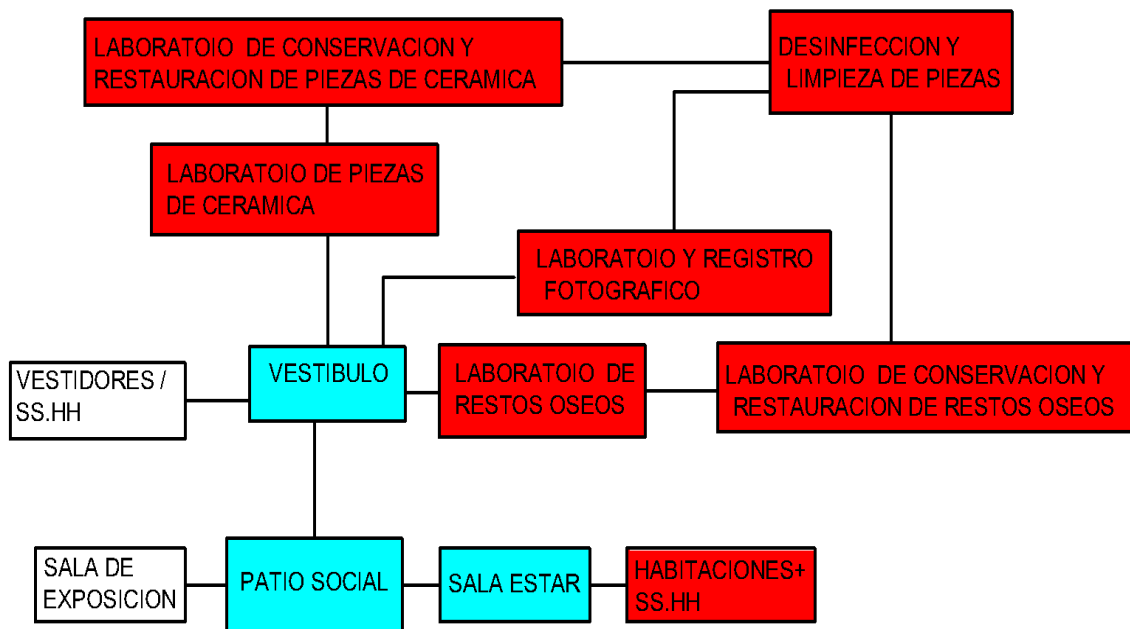 LABORATOIO DE CONSERVACION Y
RESTAURACION DE PIEZAS DE CERAMICA
DESINFECCION Y
LIMPIEZA DE PIEZAS
LABORATOIO DE PIEZAS
DE CERAMICA
LABORATOIO Y REGISTRO
FOTOGRAFICO
VESTIDORES /
SS.HH
VESTIBULO
LABORATOIO DE
RESTOS OSEOS
LABORATOIO DE CONSERVACION Y
RESTAURACION DE RESTOS OSEOS
SALA DE
EXPOSICION
PATIO SOCIAL
SALA ESTAR
HABITACIONES+
SS.HH